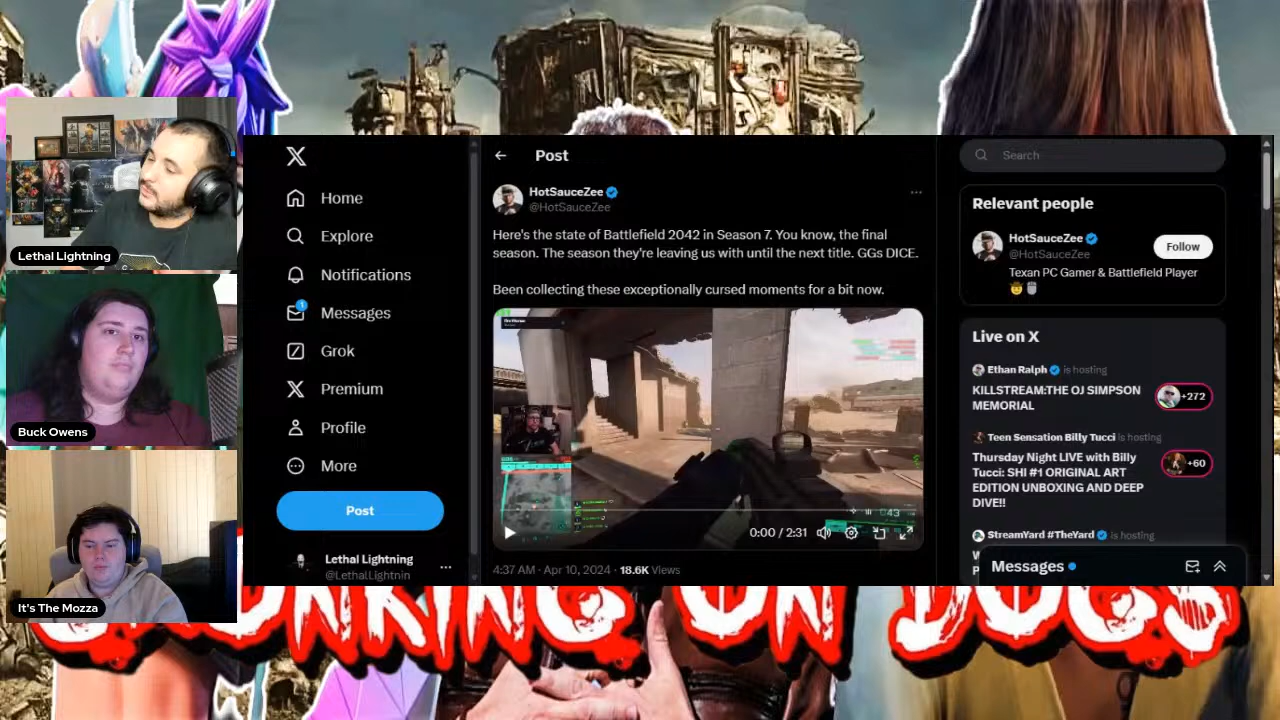 Lethal Lightning
Buck Owens
It's The Mozza
Home
Explore
Notifications
1
Messages
Grok
Premium
Profile
More
Post
Lethal Lightning
@LethalLightnin
Post
HotSauceZee
@HotSauceZee
Here's the state of Battlefield 2042 in Season 7. You know, the final
season. The season they're leaving us with until the next title. GGs DICE.
Been collecting these exceptionally cursed moments for a bit now.
43
0:00 / 2:31
4:37 AM · Apr 10, 2024 · 18.6K Views
Search
Relevant people
HotSauceZee
@HotSauceZee
Follow
Texan PC Gamer & Battlefield Player
Live on X
Ethan Ralph is hosting
KILLSTREAM:THE OJ SIMPSON
MEMORIAL
+272
Teen Sensation Billy Tucci is hosting
Thursday Night LIVE with Billy
Tucci: SHI #1 ORIGINAL ART
EDITION UNBOXING AND DEEP
DIVE!!
+60
StreamYard #TheYard is hosting
Messages
ON DOGS